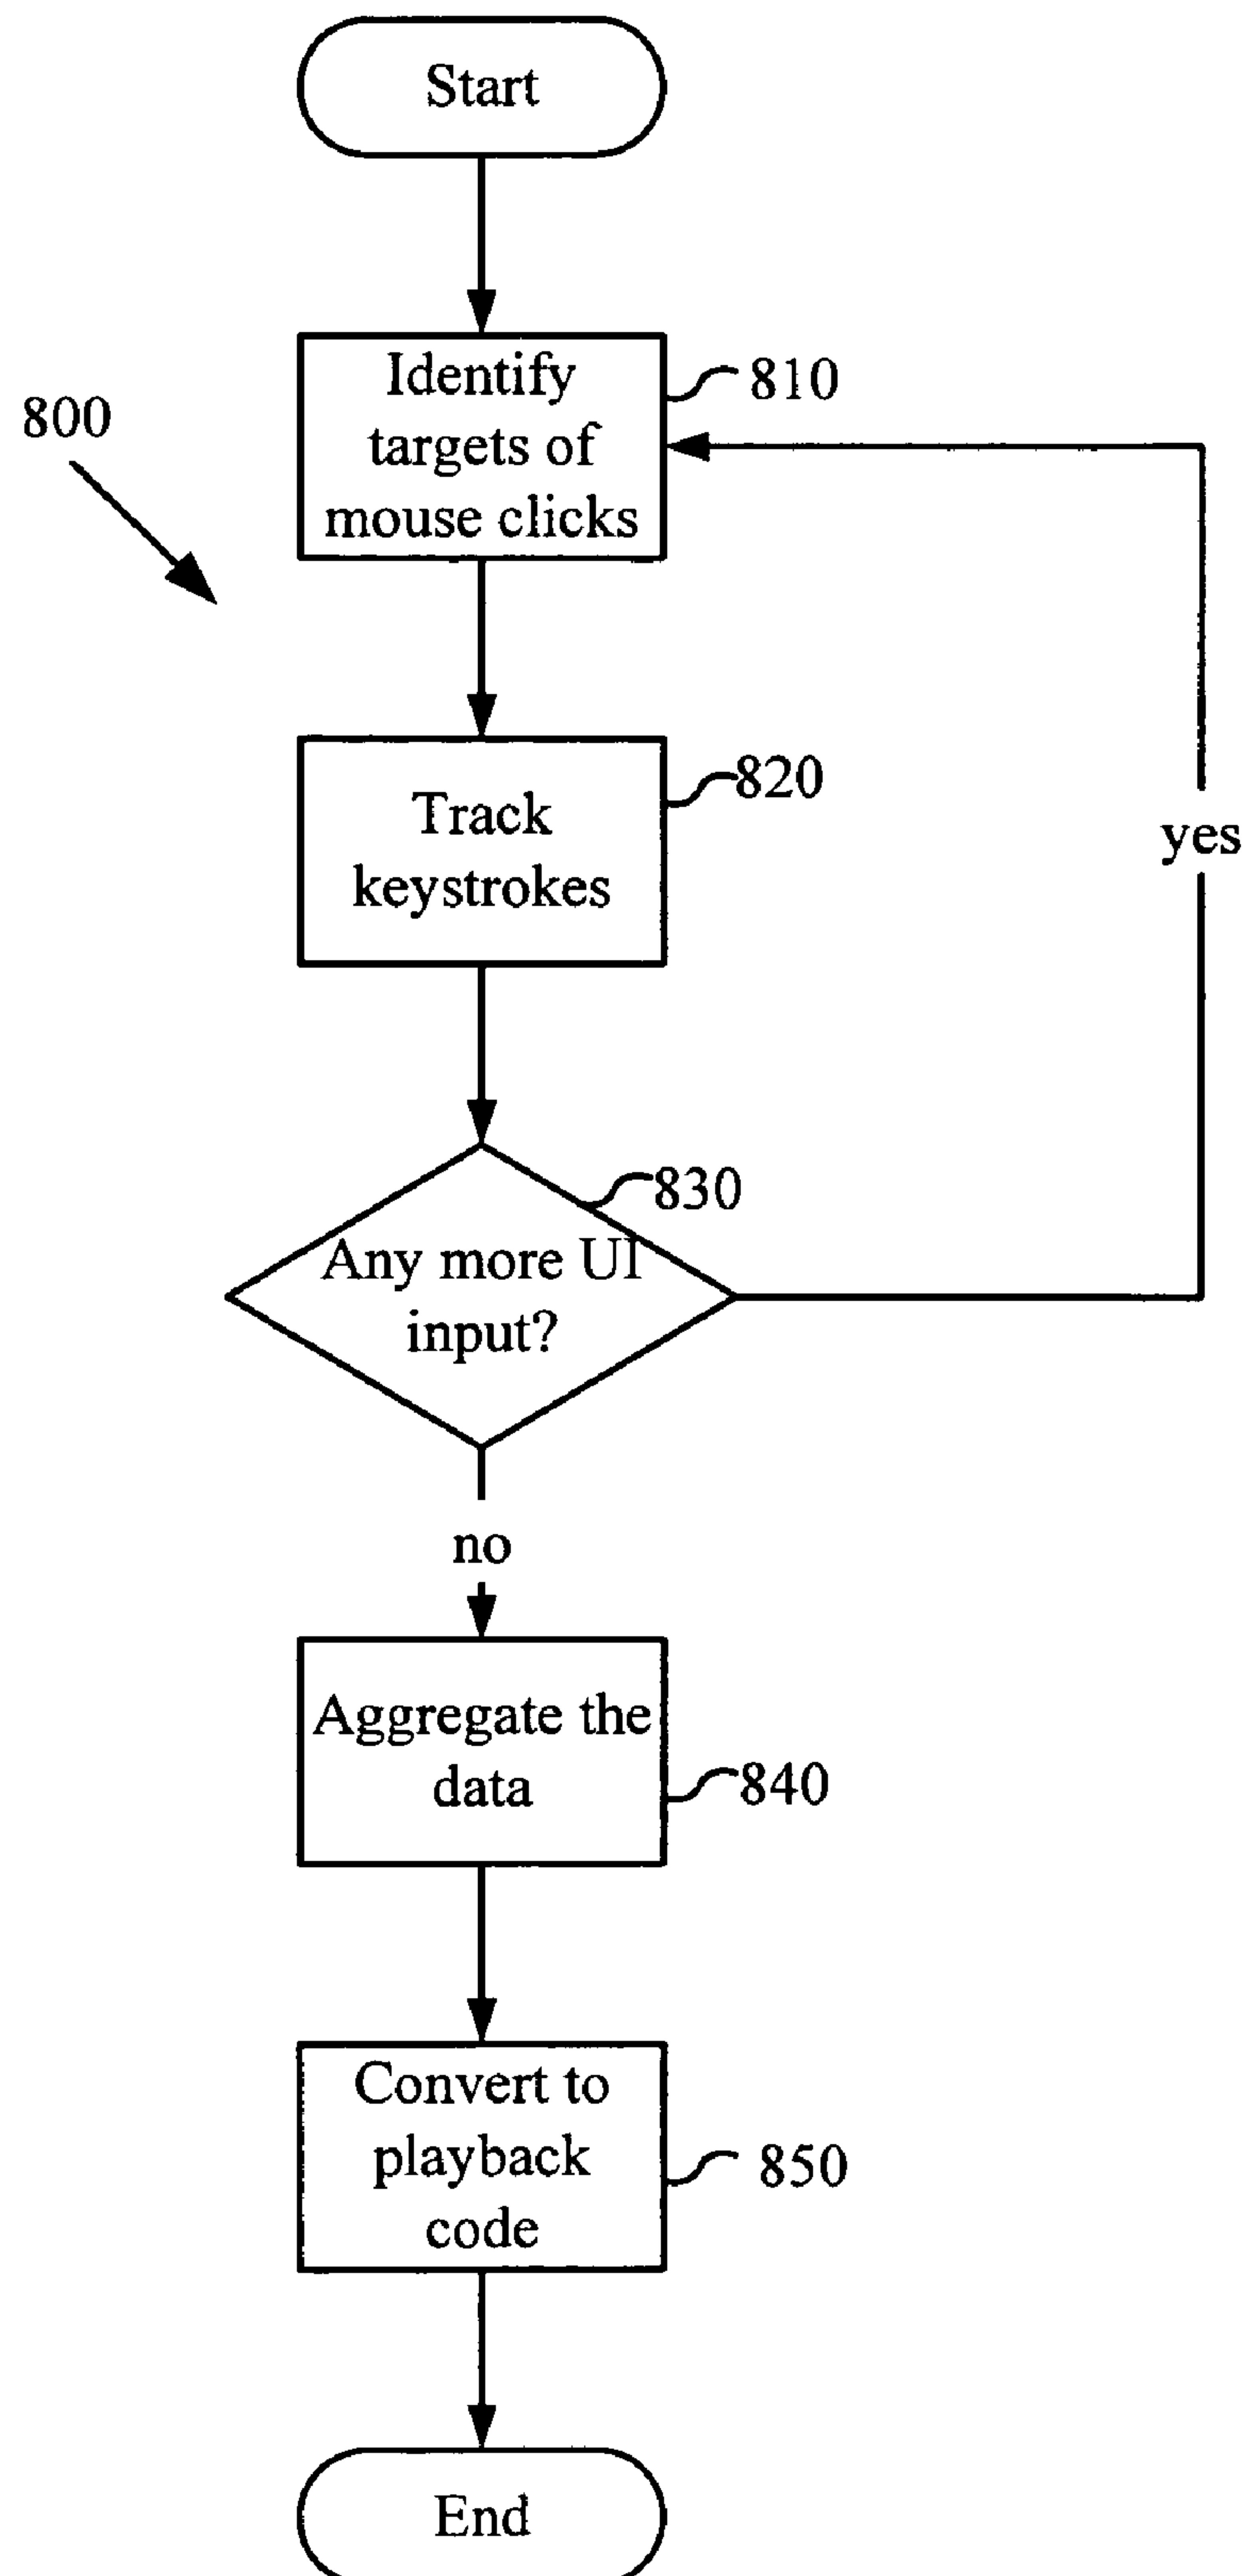 Start
Identify
targets of
mouse clicks
810
800
Track
keystrokes
820
yes
830
Any more UI
input?
no
Aggregate the
data
840
Convert to
playback
code
850
End